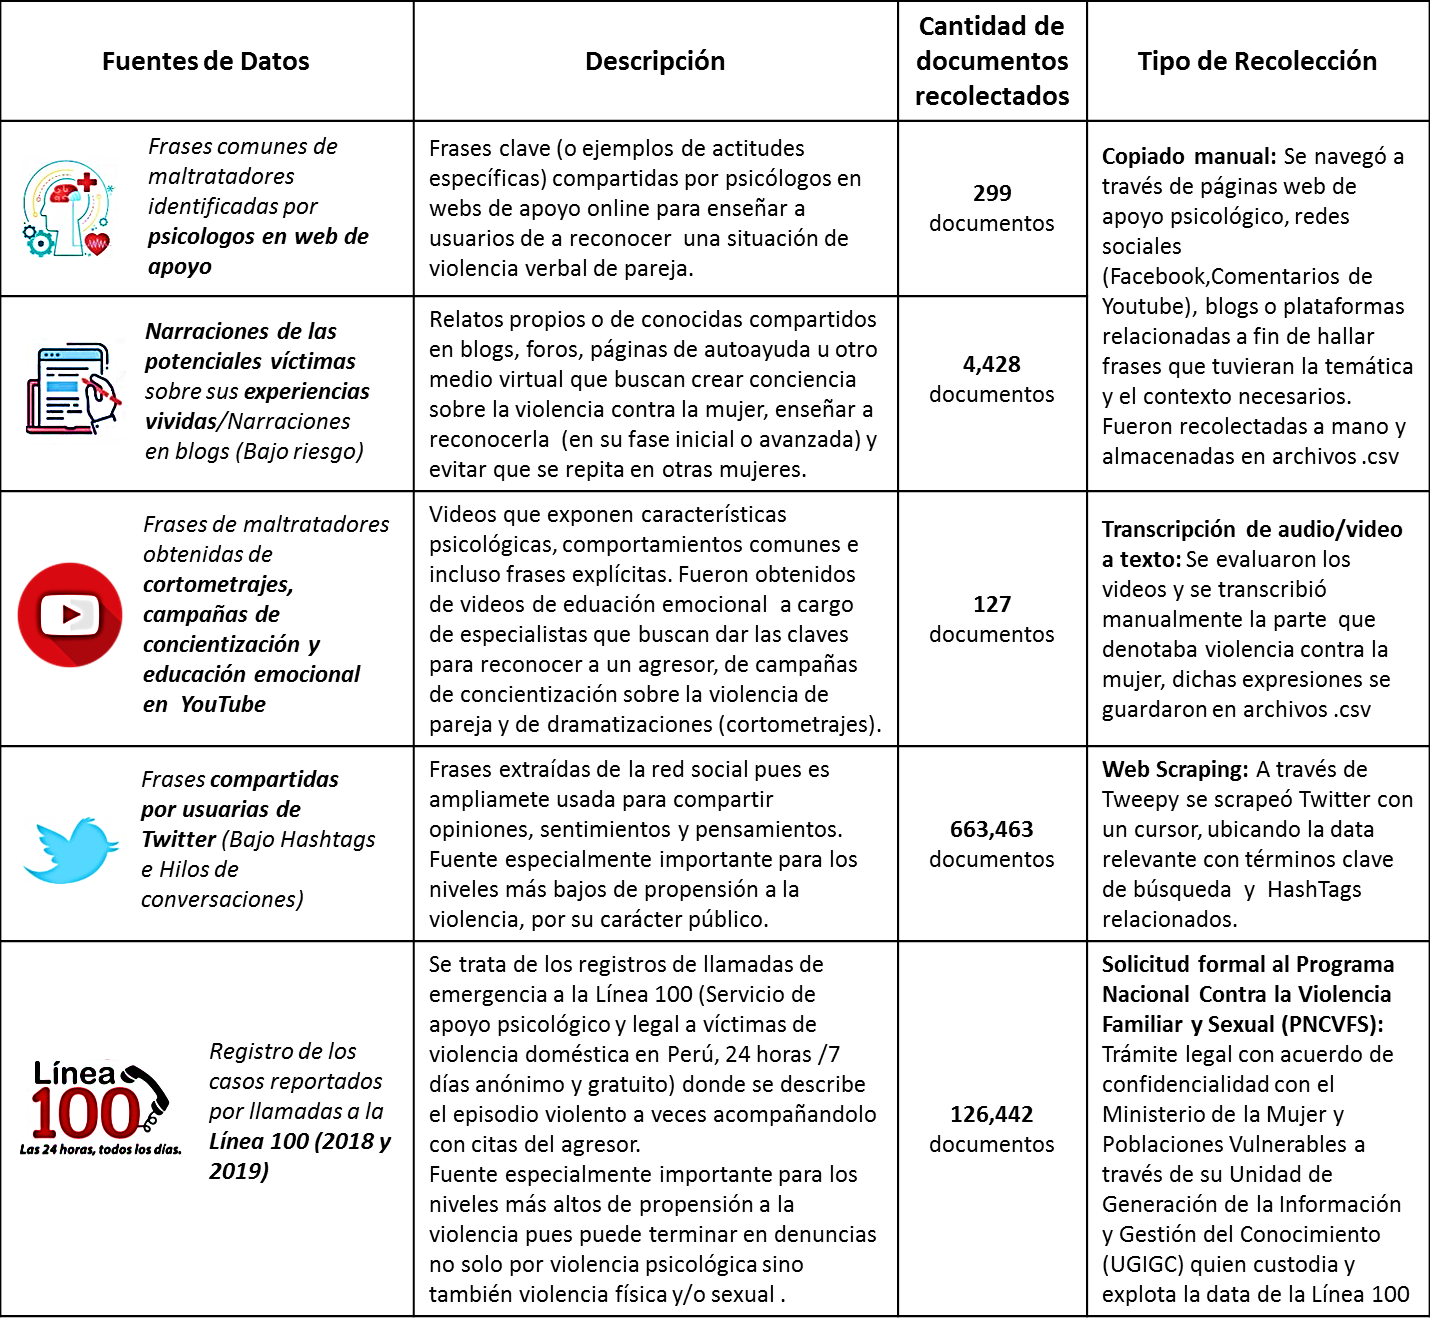 Fuentes de Datos
Descripción
Cantidad de
documentos
recolectados
Tipo de Recolección
Frases comunes de
maltratadores
identificadas por
psicologos en web de
apoyo
Frases clave (o ejemplos de actitudes
específicas) compartidas por psicólogos en
webs de apoyo online para enseñar a
usuarios de a reconocer una situación de
violencia verbal de pareja.
299
documentos
Copiado manual: Se navegó a
través de páginas web de
apoyo psicológico, redes
sociales
(Facebook,Comentarios de
Youtube), blogs o plataformas
relacionadas a fin de hallar
frases que tuvieran la temática
y el contexto necesarios.
Fueron recolectadas a mano y
almacenadas en archivos .csv
Narraciones de las
potenciales víctimas
sobre sus experiencias
vividas/Narraciones
en blogs (Bajo riesgo)
Relatos propios o de conocidas compartidos
en blogs, foros, páginas de autoayuda u otro
medio virtual que buscan crear conciencia
sobre la violencia contra la mujer, enseñar a
reconocerla (en su fase inicial o avanzada) y
evitar que se repita en otras mujeres.
4,428
documentos
Frases de maltratadores
obtenidas de
cortometrajes,
campañas de
concientización y
educación emocional
en YouTube
Videos que exponen características
psicológicas, comportamientos comunes e
incluso frases explícitas. Fueron obtenidos
de videos de eduación emocional a cargo
de especialistas que buscan dar las claves
para reconocer a un agresor, de campañas
de concientización sobre la violencia de
pareja y de dramatizaciones (cortometrajes).
127
documentos
Transcripción de audio/video
a texto: Se evaluaron los
videos y se transcribió
manualmente la parte que
denotaba violencia contra la
mujer, dichas expresiones se
guardaron en archivos .csv
Frases compartidas
por usuarias de
Twitter (Bajo Hashtags
e Hilos de
conversaciones)
Frases extraídas de la red social pues es
ampliamete usada para compartir
opiniones, sentimientos y pensamientos.
Fuente especialmente importante para los
niveles más bajos de propensión a la
violencia, por su carácter público.
663,463
documentos
Web Scraping: A través de
Tweepy se scrapeó Twitter con
un cursor, ubicando la data
relevante con términos clave
de búsqueda y HashTags
relacionados.
Línea
100
Las 24 horas, todos los días.
Registro de los
casos reportados
por llamadas a la
Línea 100 (2018 y
2019)
Se trata de los registros de llamadas de
emergencia a la Línea 100 (Servicio de
apoyo psicológico y legal a víctimas de
violencia doméstica en Perú, 24 horas /7
días anónimo y gratuito) donde se describe
el episodio violento a veces acompañandolo
con citas del agresor.
Fuente especialmente importante para los
niveles más altos de propensión a la
violencia pues puede terminar en denuncias
no solo por violencia psicológica sino
también violencia física y/o sexual .
126,442
documentos
Solicitud formal al Programa
Nacional Contra la Violencia
Familiar y Sexual (PNCVFS):
Trámite legal con acuerdo de
confidencialidad con el
Ministerio de la Mujer y
Poblaciones Vulnerables a
través de su Unidad de
Generación de la Información
y Gestión del Conocimiento
(UGIGC) quien custodia y
explota la data de la Línea 100